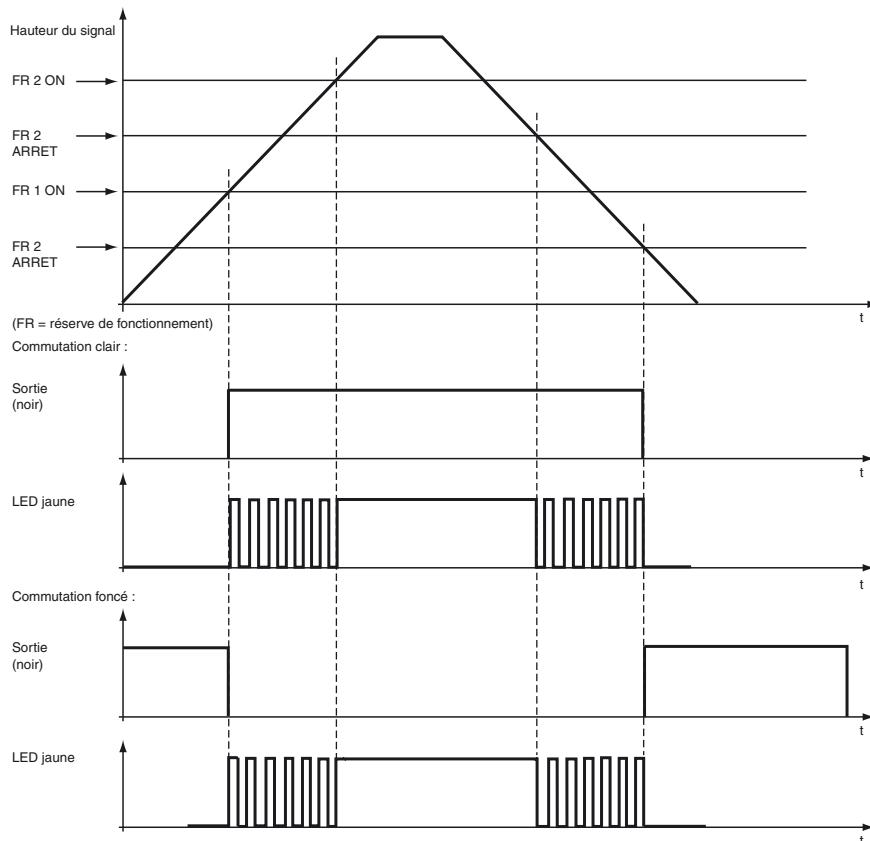 Hauteur du signal
FR 2 ON
FR 2
ARRET
FR 1 ON
FR 2
ARRET
t
(FR = réserve de fonctionnement)
Commutation clair :
Sortie
(noir)
t
LED jaune
t
Commutation foncé :
Sortie
(noir)
t
LED jaune
t